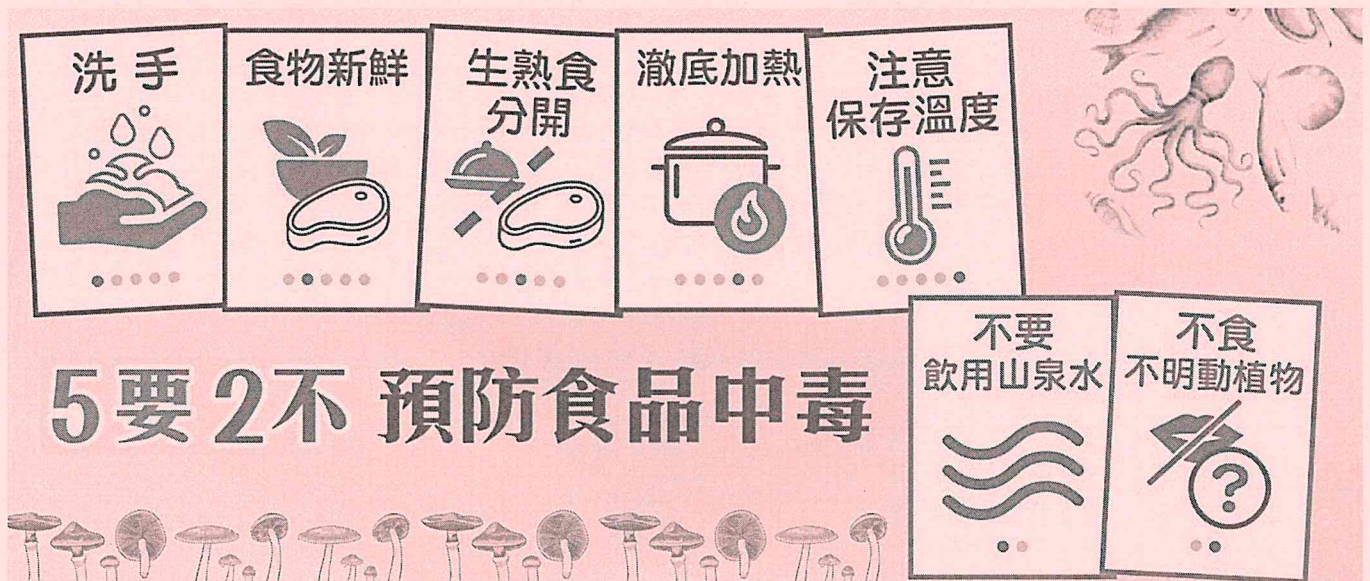 洗手
食物新鮮
生熟食
分開
澈底加熱
注意
保存溫度
5要2不 預防食品中毒
不要
飲用山泉水
不食
不明動植物
?